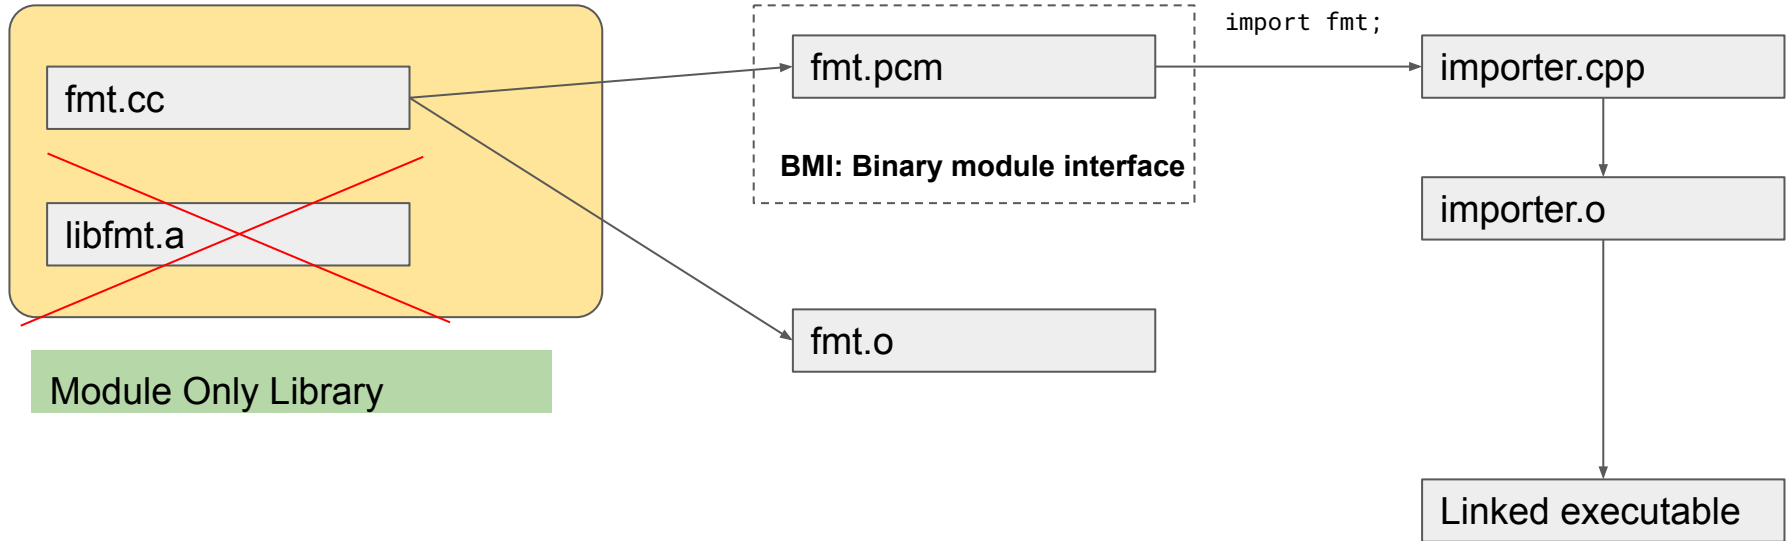 import fmt;
fmt.cc
fmt.pcm
importer.cpp
BMI: Binary module interface
libfmt.a
importer.o
fmt.o
Module Only Library
Linked executable